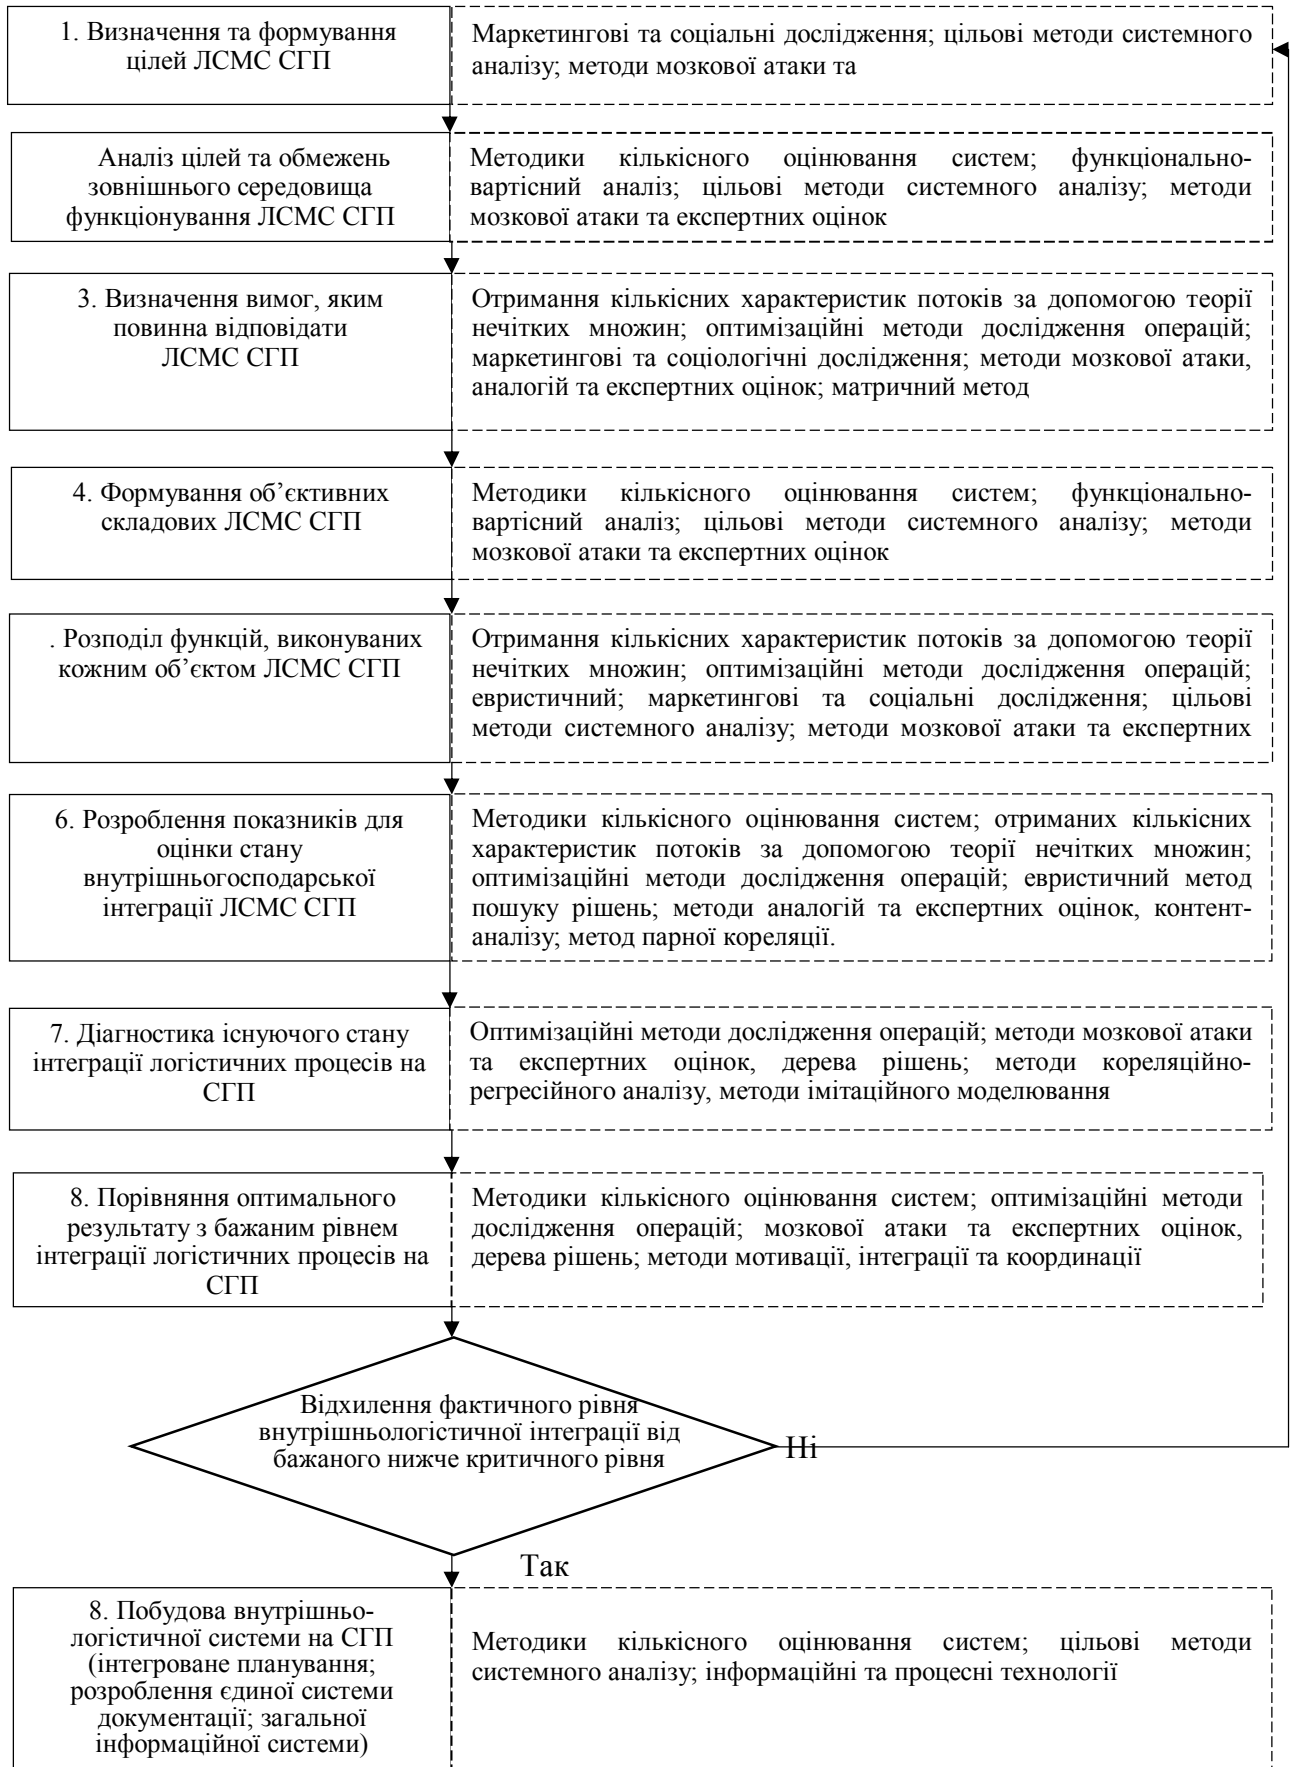 1. Визначення та формування
цілей ЛСМС СГП
Маркетингові та соціальні дослідження; цільові методи системного
аналізу; методи мозкової атаки та
Аналіз цілей та обмежень
зовнішнього середовища
функціонування ЛСМС СГП
Методики кількісного оцінювання систем; функціонально-
вартісний аналіз; цільові методи системного аналізу; методи
мозкової атаки та експертних оцінок
3. Визначення вимог, яким
повинна відповідати
ЛСМС СГП
Отримання кількісних характеристик потоків за допомогою теорії
нечітких множин; оптимізаційні методи дослідження операцій;
маркетингові та соціологічні дослідження; методи мозкової атаки,
аналогій та експертних оцінок; матричний метод
4. Формування об’єктивних
складових ЛСМС СГП
Методики кількісного оцінювання систем; функціонально-
вартісний аналіз; цільові методи системного аналізу; методи
мозкової атаки та експертних оцінок
. Розподіл функцій, виконуваних
кожним об’єктом ЛСМС СГП
Отримання кількісних характеристик потоків за допомогою теорії
нечітких множин; оптимізаційні методи дослідження операцій;
евристичний; маркетингові та соціальні дослідження; цільові
методи системного аналізу; методи мозкової атаки та експертних
6. Розроблення показників для
оцінки стану
внутрішньогосподарської
інтеграції ЛСМС СГП
Методики кількісного оцінювання систем; отриманих кількісних
характеристик потоків за допомогою теорії нечітких множин;
оптимізаційні методи дослідження операцій; евристичний метод
пошуку рішень; методи аналогій та експертних оцінок, контент-
аналізу; метод парної кореляції.
7. Діагностика існуючого стану
інтеграції логістичних процесів на
СГП
Оптимізаційні методи дослідження операцій; методи мозкової атаки
та експертних оцінок, дерева рішень; методи кореляційно-
регресійного аналізу, методи імітаційного моделювання
8. Порівняння оптимального
результату з бажаним рівнем
інтеграції логістичних процесів на
СГП
Методики кількісного оцінювання систем; оптимізаційні методи
дослідження операцій; мозкової атаки та експертних оцінок,
дерева рішень; методи мотивації, інтеграції та координації
Відхилення фактичного рівня
внутрішньологістичної інтеграції від
бажаного нижче критичного рівня
Ні
Так
8. Побудова внутрішньо-
логістичної системи на СГП
(інтегроване планування;
розроблення єдиної системи
документації; загальної
інформаційної системи)
Методики кількісного оцінювання систем; цільові методи
системного аналізу; інформаційні та процесні технології